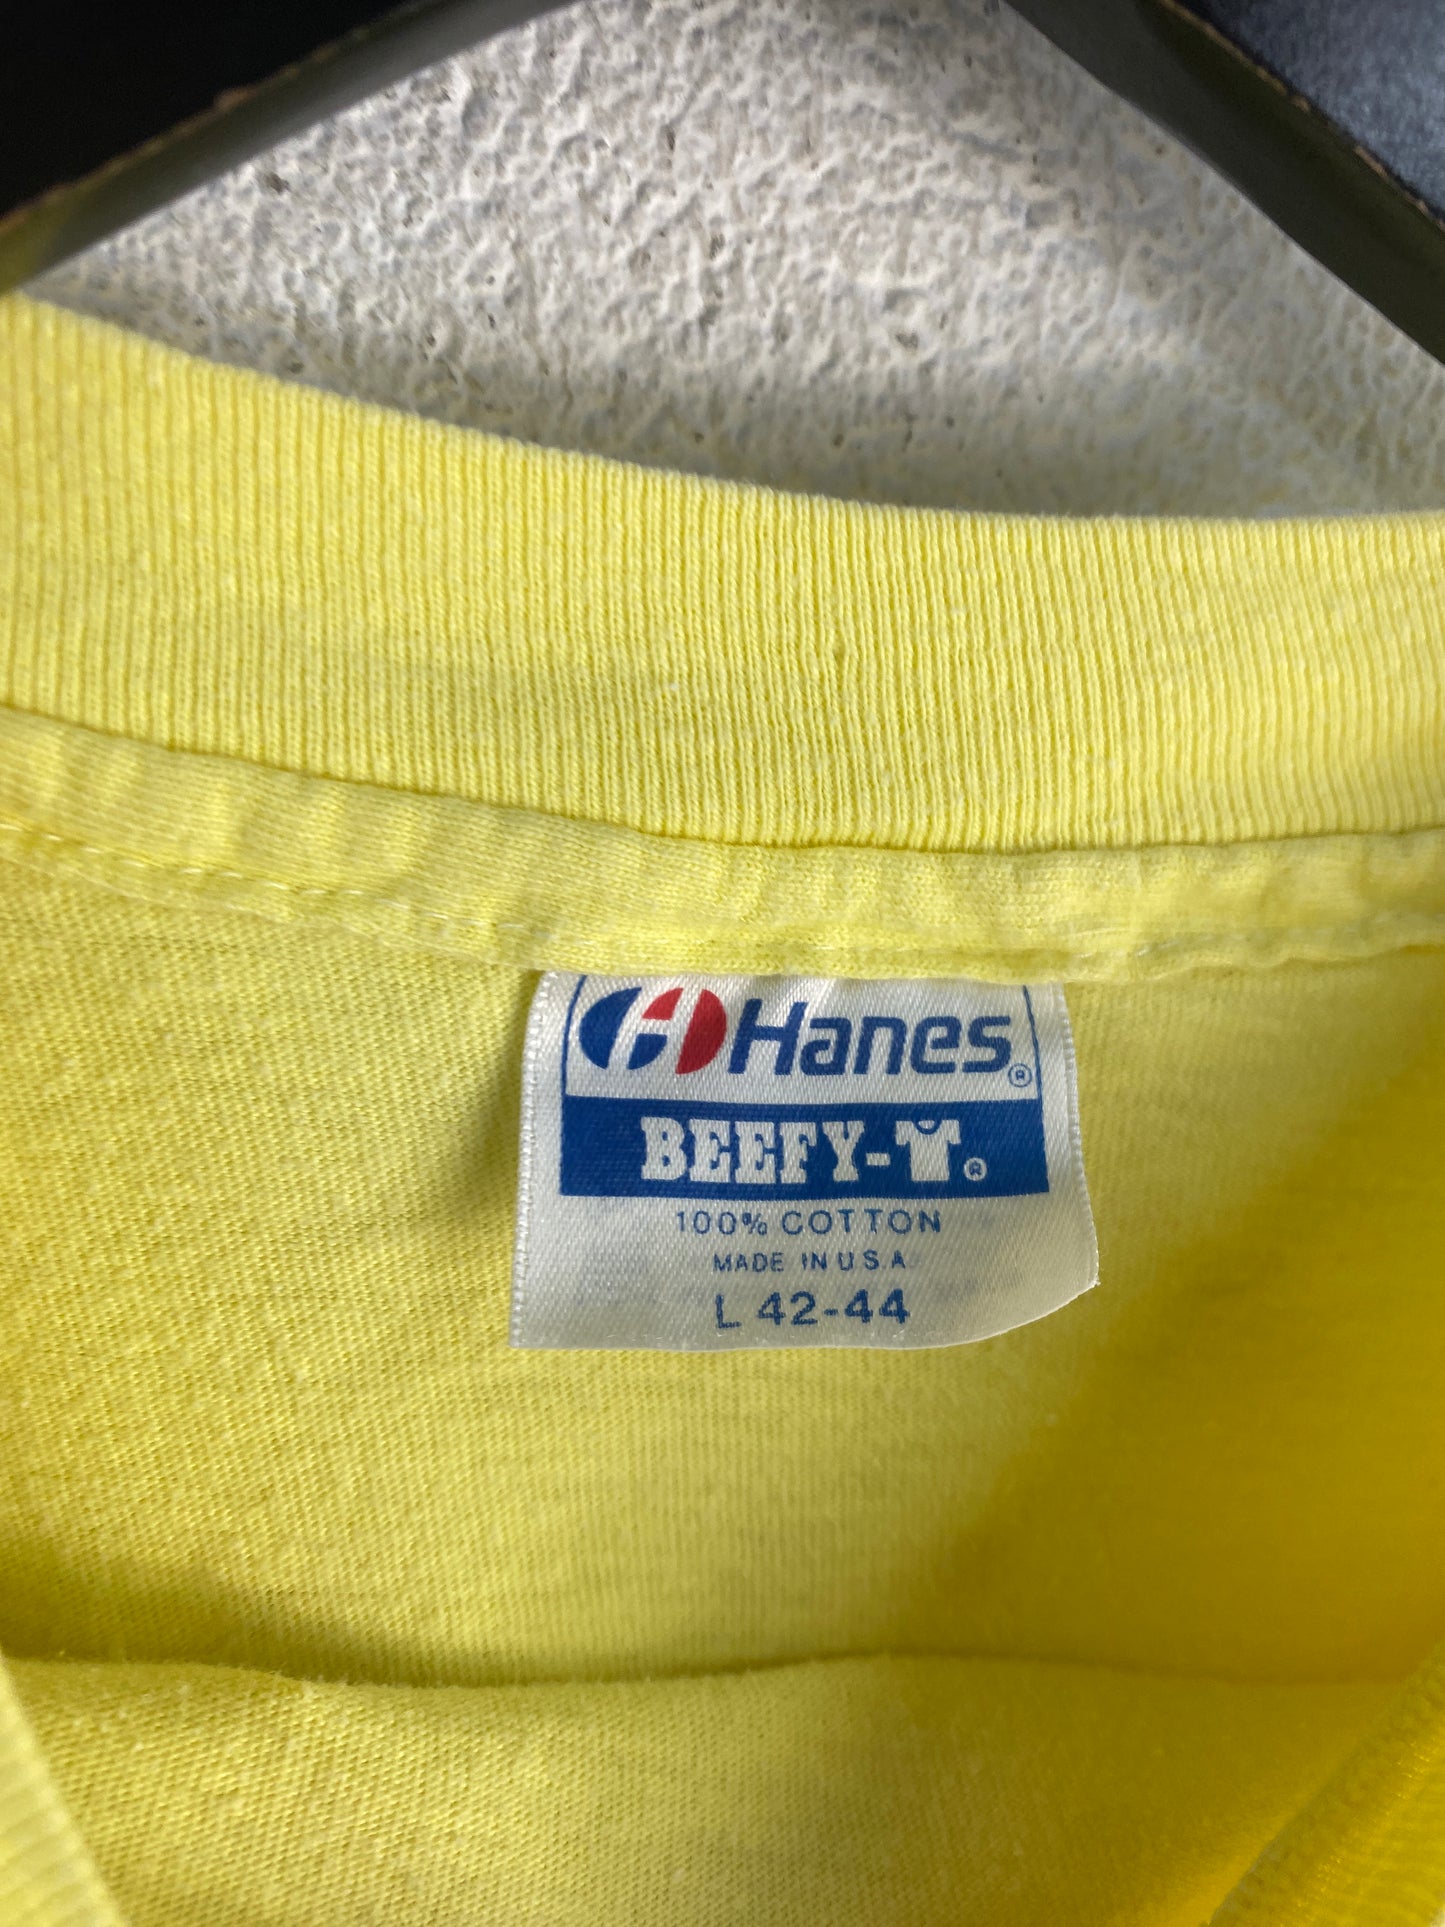 Hanes®
BEEFY-T®
100% COTTON
MADE IN U.S.A
L 42-44